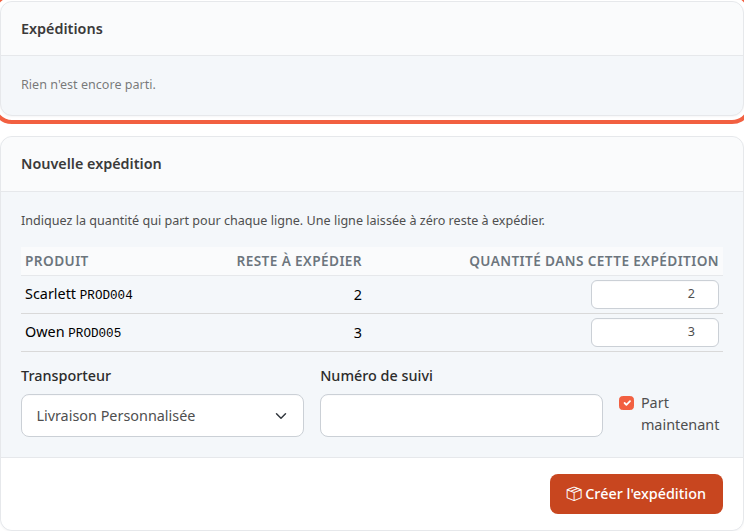 Expéditions
Rien n'est encore parti.
Nouvelle expédition
Indiquez la quantité qui part pour chaque ligne. Une ligne laissée à zéro reste à expédier.
PRODUIT RESTE À EXPÉDIER QUANTITÉ DANS CETTE EXPÉDITION
Scarlett PROD004 2 2
Owen PROD005 3 3
Transporteur Numéro de suivi
Livraison Personnalisée
Part
maintenant
Créer l'expédition